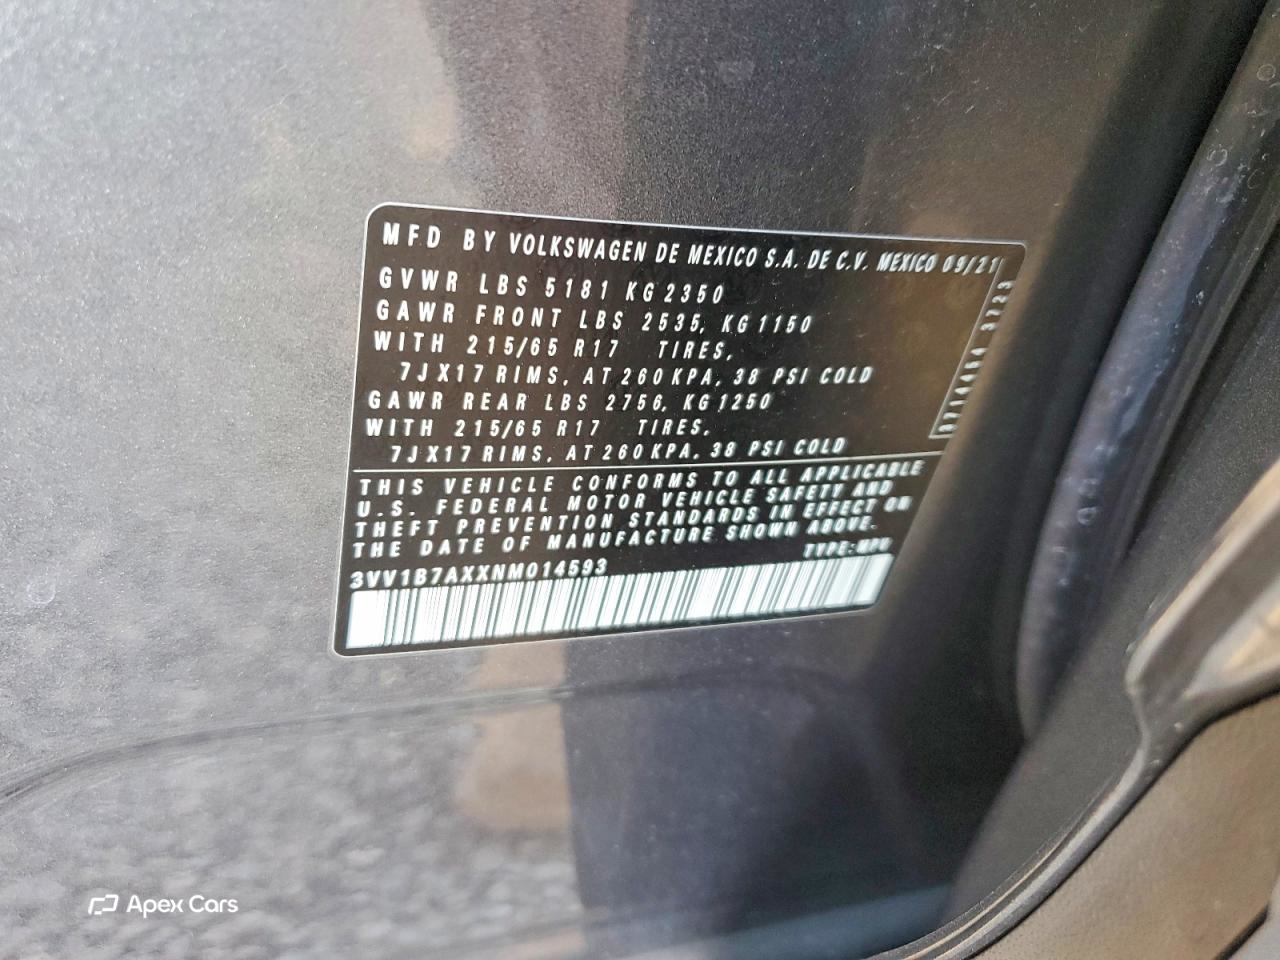 MFD BY VOLKSWAGEN DE MEXICO S.A. DE C.V. MEXICO 09/21
GVWR LBS 5181 KG 2350
GAWR FRONT LBS 2535, KG 1150
WITH 215/65 R17 TIRES,
7JX17 RIMS, AT 260 KPA, 38 PSI COLD
GAWR REAR LBS 2756, KG 1250
WITH 215/65 R17 TIRES,
7JX17 RIMS, AT 260 KPA, 38 PSI COLD
THIS VEHICLE CONFORMS TO ALL APPLICABLE
U.S. FEDERAL MOTOR VEHICLE SAFETY AND
THEFT PREVENTION STANDARDS IN EFFECT ON
THE DATE OF MANUFACTURE SHOWN ABOVE.
TYPE: MPV
3VV1B7AXXNM014593
Apex Cars